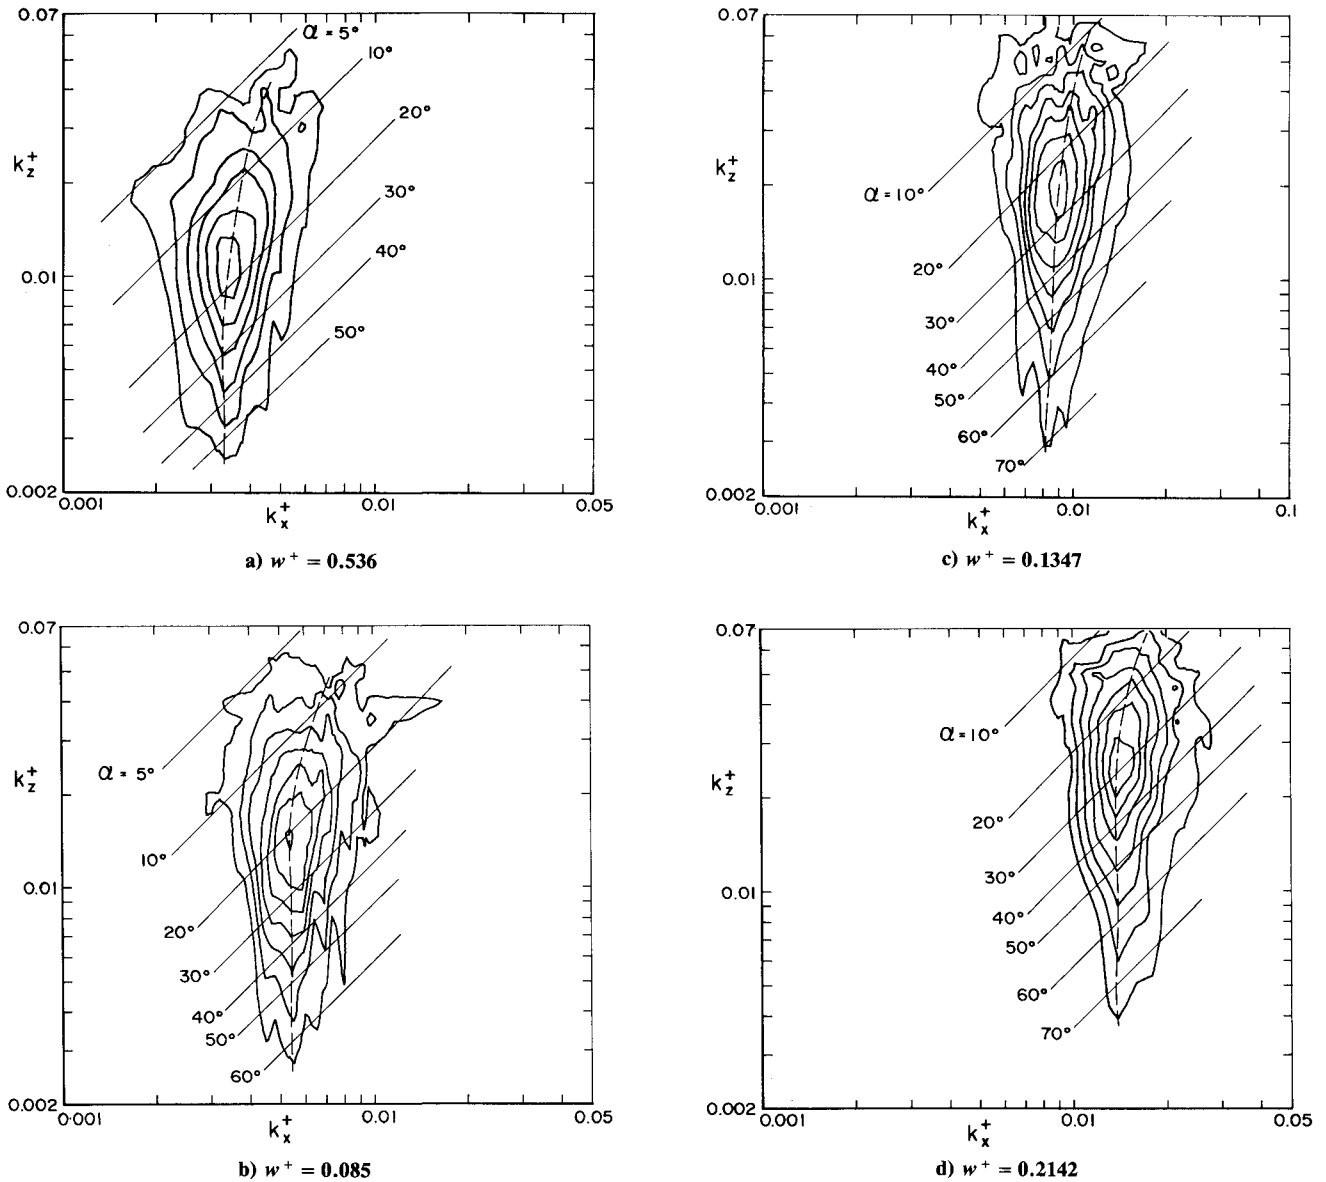 0.07
α = 5°
10°
20°
k_z^+
30°
40°
0.01
50°
0.002
0.001
0.01
0.05
k_x^+
a) w^+ = 0.536
0.07
k_z^+
α = 10°
0.01
20°
30°
40°
50°
60°
70°
0.002
0.001
0.01
0.1
k_x^+
c) w^+ = 0.1347
0.07
k_z^+
α = 5°
10°
0.01
20°
30°
40°
50°
60°
0.002
0.001
0.01
0.05
k_x^+
b) w^+ = 0.085
0.07
α = 10°
k_z^+
20°
30°
0.01
40°
50°
60°
70°
0.002
0.001
0.01
0.05
k_x^+
d) w^+ = 0.2142